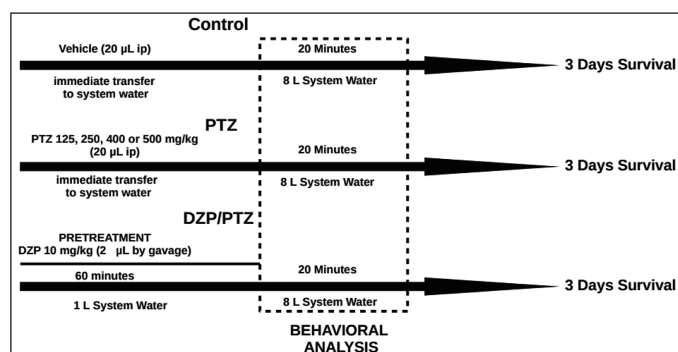 Control
Vehicle (20 µL ip)
20 Minutes
3 Days Survival
immediate transfer
to system water
8 L System Water
PTZ
PTZ 125, 250, 400 or 500 mg/kg
(20 µL ip)
20 Minutes
3 Days Survival
immediate transfer
to system water
8 L System Water
DZP/PTZ
PRETREATMENT
DZP 10 mg/kg (2 µL by gavage)
60 minutes
20 Minutes
3 Days Survival
1 L System Water
8 L System Water
BEHAVIORAL
ANALYSIS